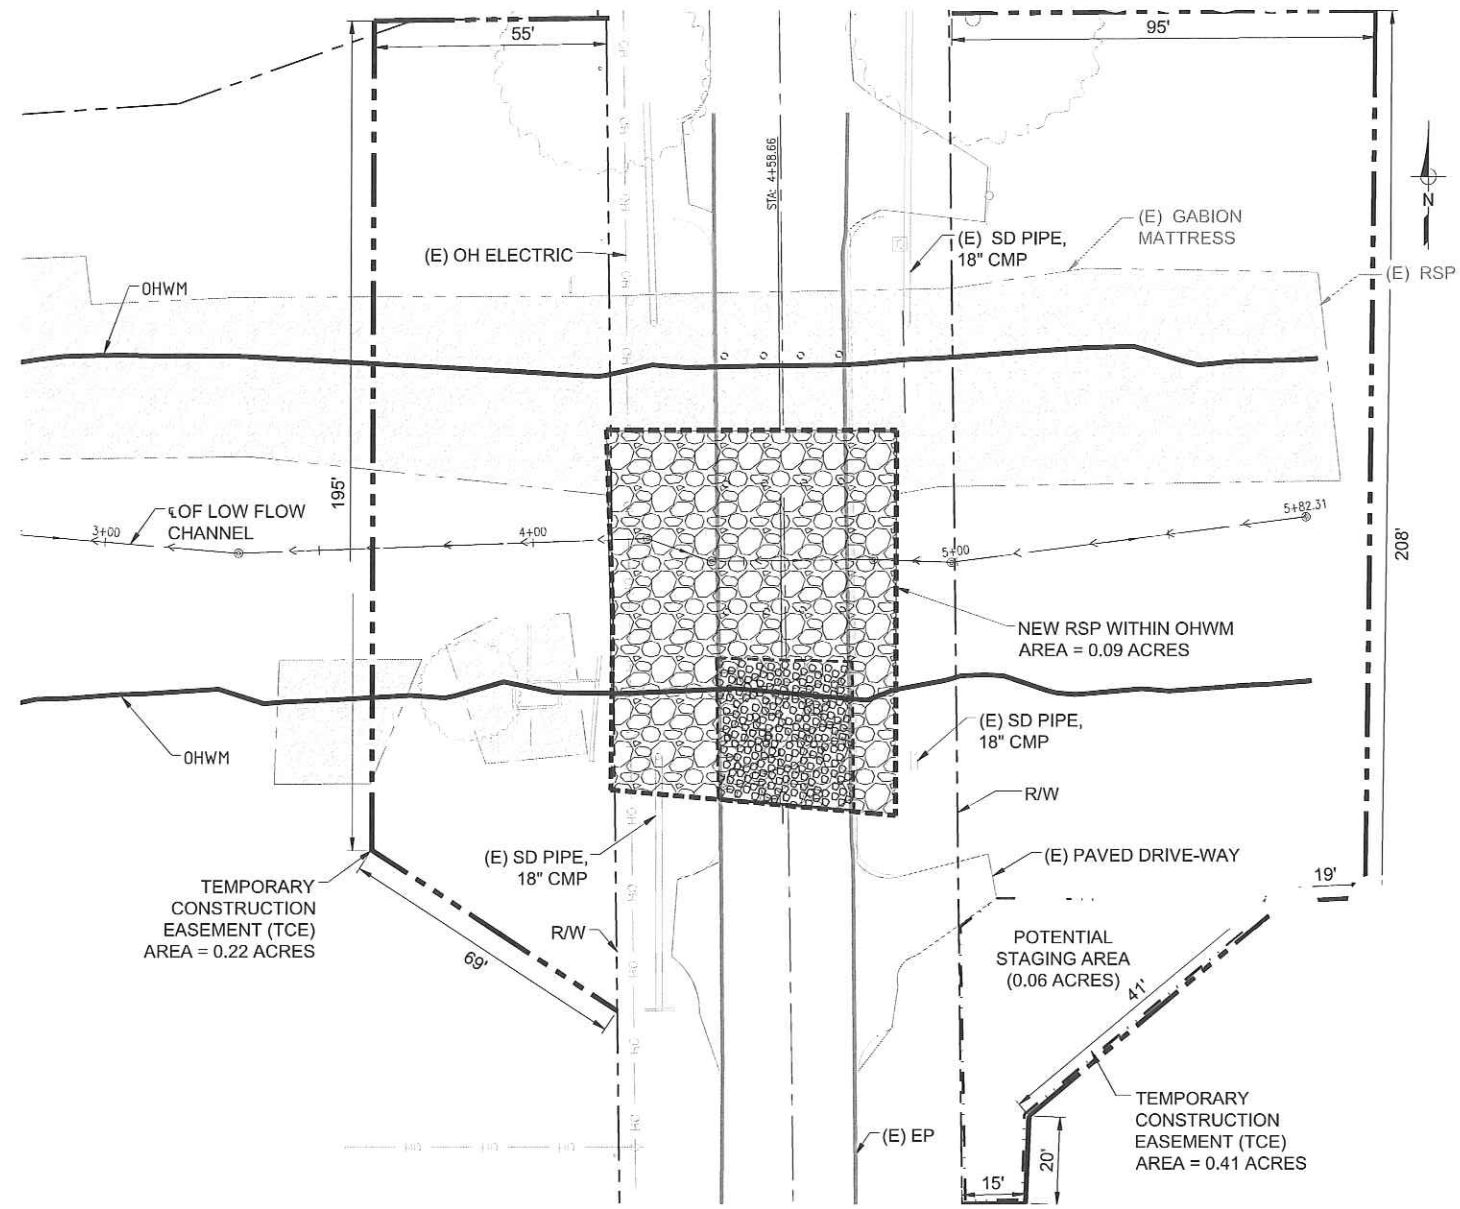 55'
95'
STA: 4+58.66
N
(E) GABION
MATTRESS
(E) OH ELECTRIC
(E) SD PIPE,
18" CMP
(E) RSP
OHWM
195'
℄OF LOW FLOW
CHANNEL
3+00
4+00
5+00
5+82.31
208'
NEW RSP WITHIN OHWM
AREA = 0.09 ACRES
OHWM
(E) SD PIPE,
18" CMP
R/W
(E) SD PIPE,
18" CMP
(E) PAVED DRIVE-WAY
19'
TEMPORARY
CONSTRUCTION
EASEMENT (TCE)
AREA = 0.22 ACRES
R/W
69'
POTENTIAL
STAGING AREA
(0.06 ACRES)
41'
TEMPORARY
CONSTRUCTION
EASEMENT (TCE)
AREA = 0.41 ACRES
(E) EP
20'
15'
OH
OH
OH